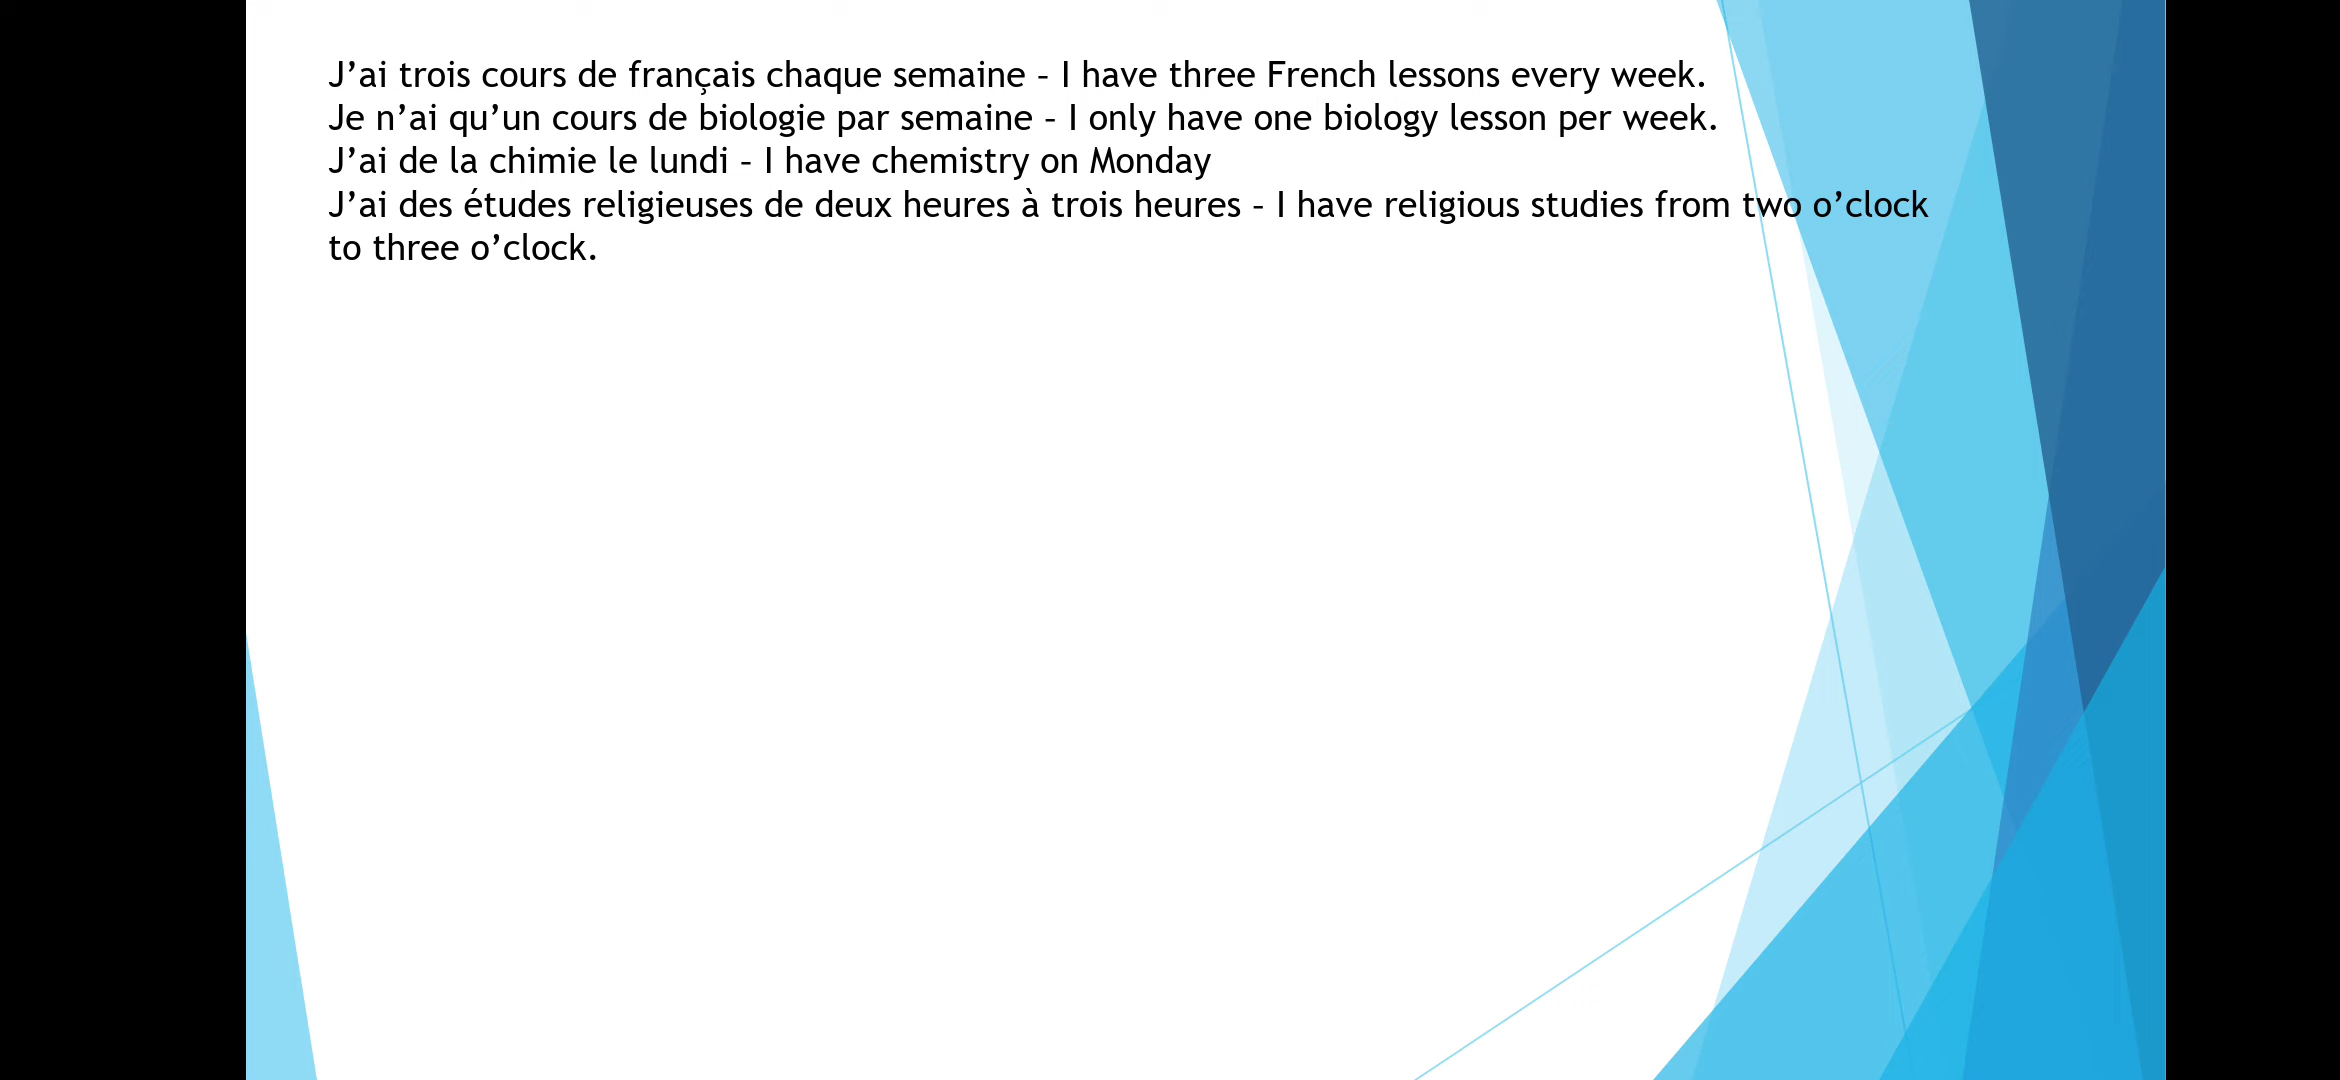 J’ai trois cours de français chaque semaine – I have three French lessons every week.
Je n’ai qu’un cours de biologie par semaine – I only have one biology lesson per week.
J’ai de la chimie le lundi – I have chemistry on Monday
J’ai des études religieuses de deux heures à trois heures – I have religious studies from two o’clock
to three o’clock.